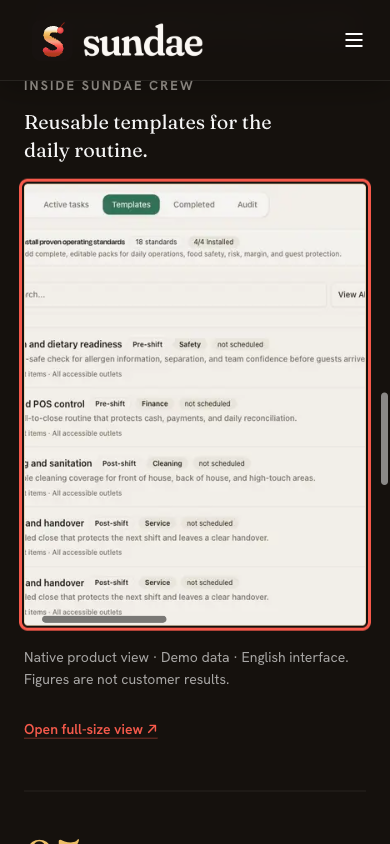 sundae
INSIDE SUNDAE CREW
Reusable templates for the
daily routine.
Active tasks Templates Completed Audit
stall proven operating standards 18 standards 4/4 installed
dd complete, editable packs for daily operations, food safety, risk, margin, and guest protection.
rch... View Al
and dietary readiness Pre-shift Safety not scheduled
-safe check for allergen information, separation, and team confidence before guests arrive
items · All accessible outlets
d POS control Pre-shift Finance not scheduled
ll-to-close routine that protects cash, payments, and daily reconciliation.
items · All accessible outlets
g and sanitation Post-shift Cleaning not scheduled
le cleaning coverage for front of house, back of house, and high-touch areas.
items · All accessible outlets
and handover Post-shift Service not scheduled
led close that protects the next shift and leaves a clear handover.
items · All accessible outlets
and handover Post-shift Service not scheduled
led close that protects the next shift and leaves a clear handover.
items · All accessible outlets
Native product view · Demo data · English interface.
Figures are not customer results.
Open full-size view ↗